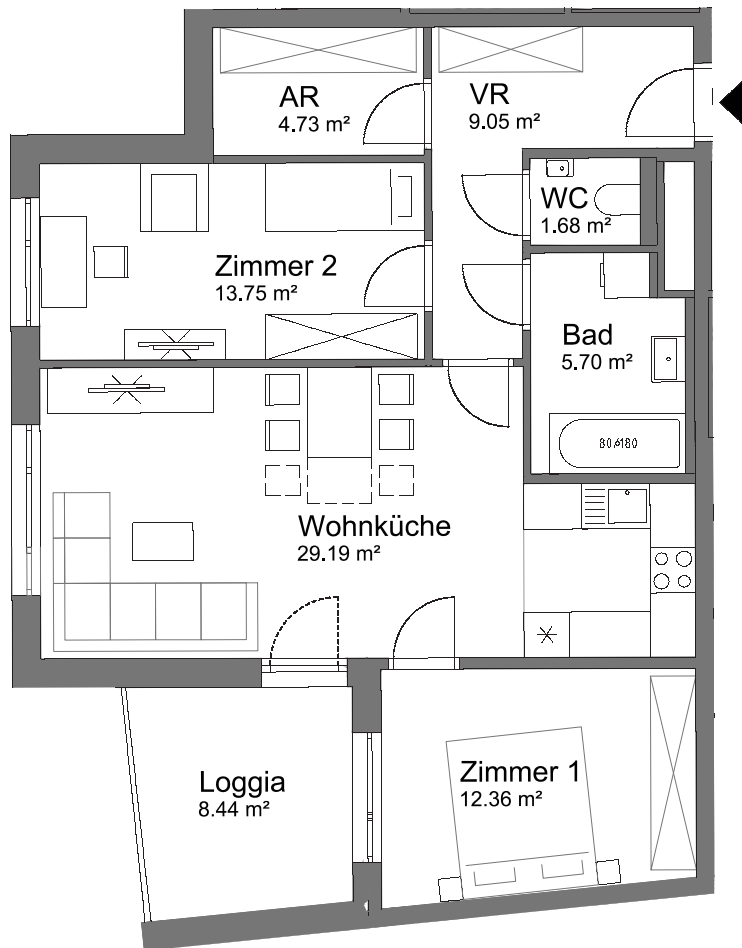 AR
4.73 m²
VR
9.05 m²
WC
1.68 m²
Zimmer 2
13.75 m²
Bad
5.70 m²
80/180
Wohnküche
29.19 m²
Loggia
8.44 m²
Zimmer 1
12.36 m²